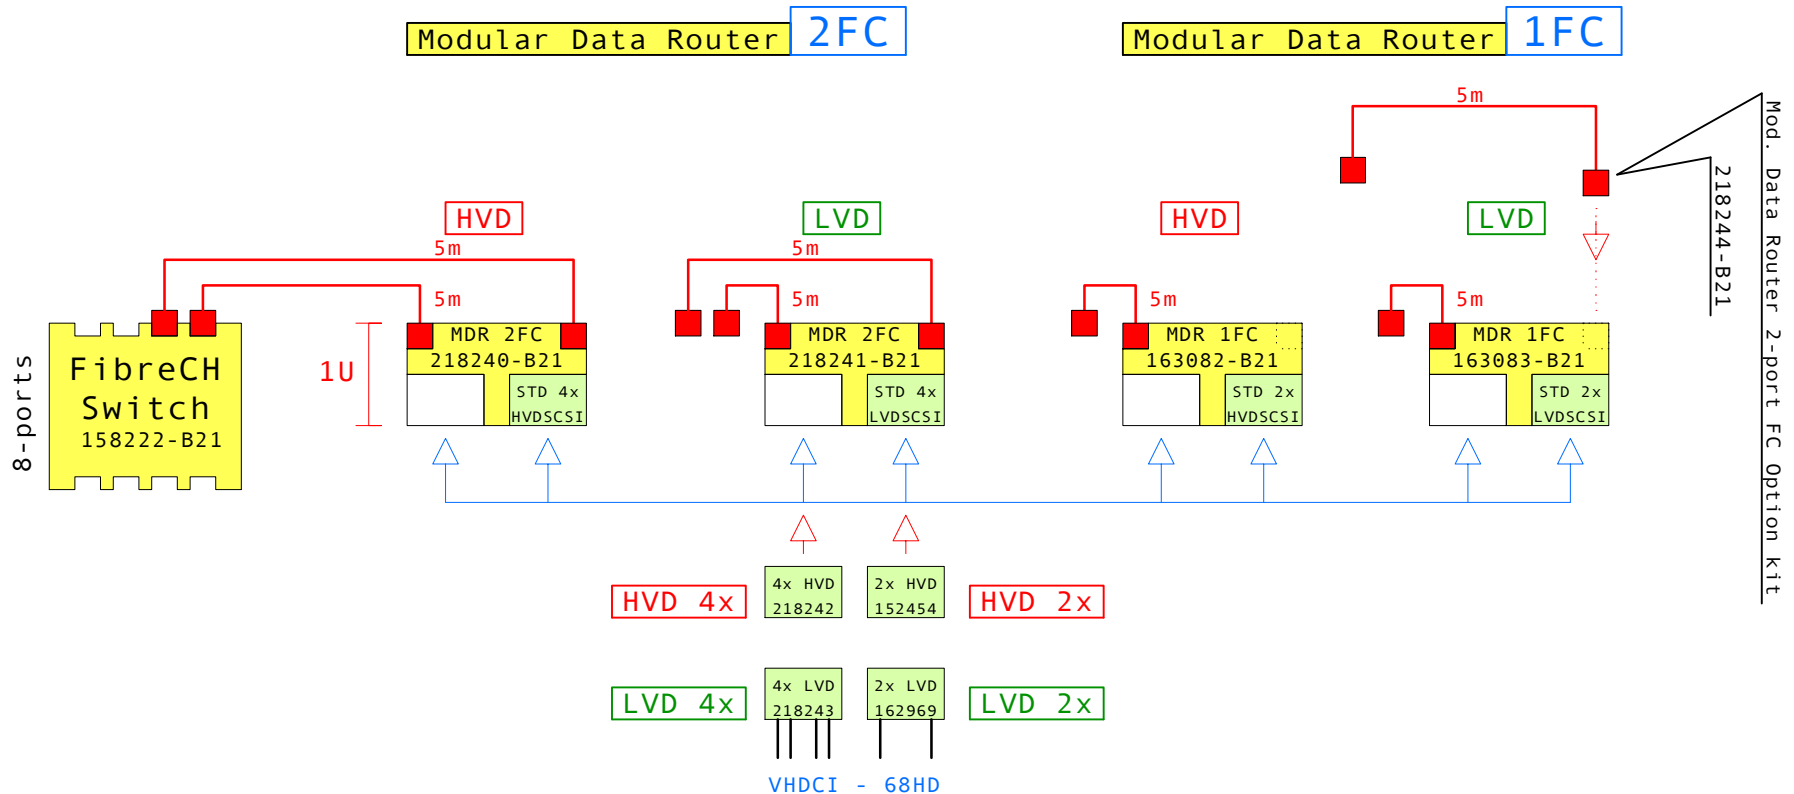 Modular Data Router 2FC
Modular Data Router 1FC
5m
Mod. Data Router 2-port FC Option kit
218244-B21
HVD
LVD
HVD
LVD
5m
5m
5m
5m
5m
5m
8-ports
FibreCH
Switch
158222-B21
1U
MDR 2FC
218240-B21
STD 4x
HVDSCSI
MDR 2FC
218241-B21
STD 4x
LVDSCSI
MDR 1FC
163082-B21
STD 2x
HVDSCSI
MDR 1FC
163083-B21
STD 2x
LVDSCSI
HVD 4x
4x HVD
218242
2x HVD
152454
HVD 2x
LVD 4x
4x LVD
218243
2x LVD
162969
LVD 2x
VHDCI - 68HD